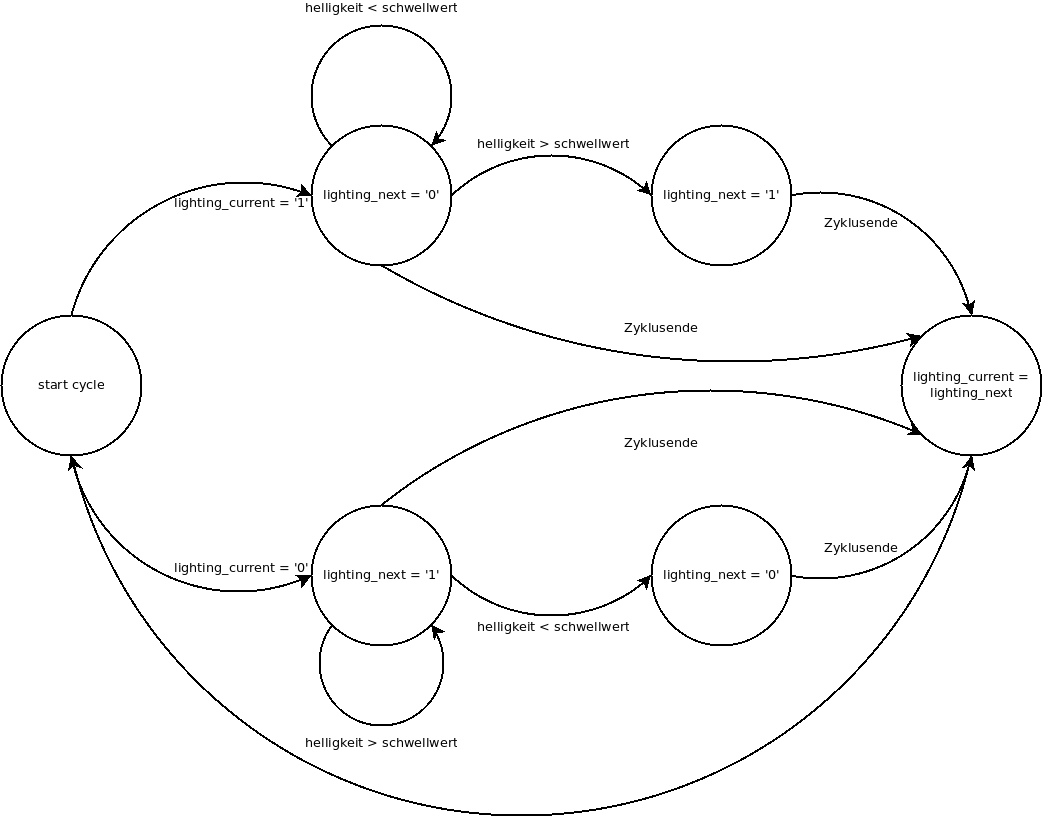 helligkeit < schwellwert
helligkeit > schwellwert
lighting_current = '1'
lighting_next = '0'
lighting_next = '1'
Zyklusende
Zyklusende
start cycle
lighting_current =
lighting_next
Zyklusende
Zyklusende
lighting_current = '0'
lighting_next = '1'
lighting_next = '0'
helligkeit < schwellwert
helligkeit > schwellwert